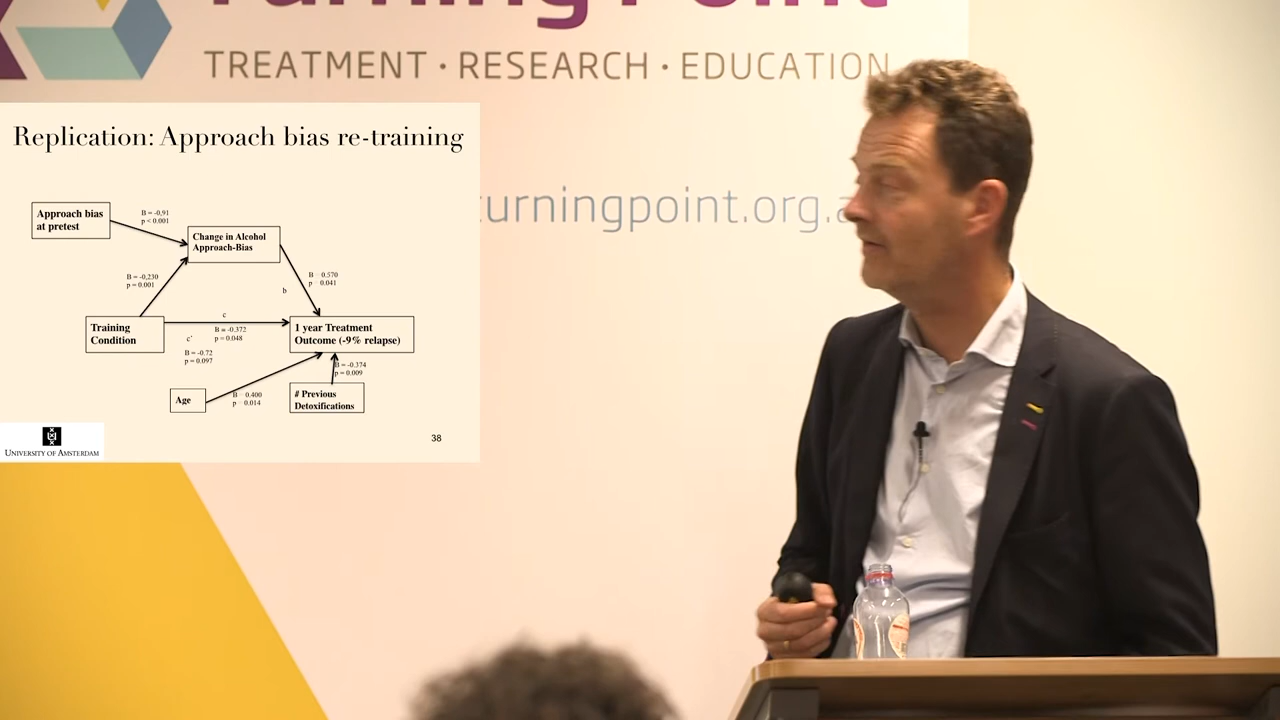 Turning Point
TREATMENT · RESEARCH · EDUCATION
turningpoint.org.a
Replication: Approach bias re-training
Approach bias
at pretest
B = -0,91
p < 0.001
Change in Alcohol
Approach-Bias
B = -0,230
p = 0.001
B = 0.570
p = 0.041
b
c
Training
Condition
B = -0.372
p = 0.048
1 year Treatment
Outcome (-9% relapse)
c'
B = -0.72
p = 0.097
B = -0.374
p = 0.009
Age
B = 0.400
p = 0.014
# Previous
Detoxifications
38
UNIVERSITY OF AMSTERDAM